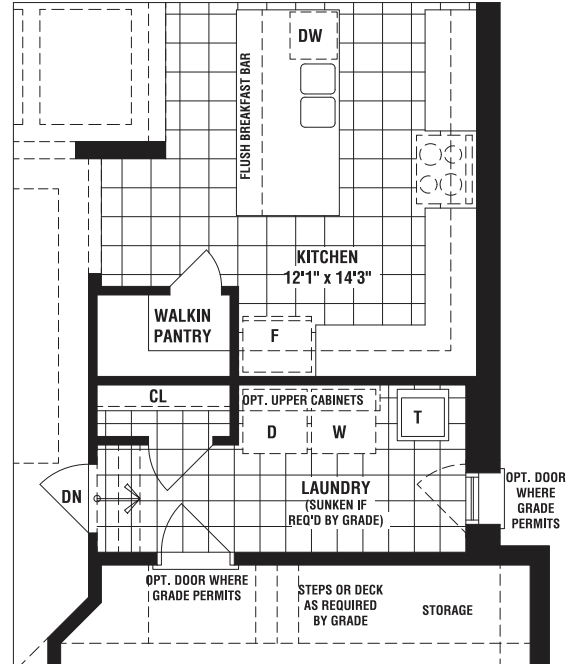 DW
FLUSH BREAKFAST BAR
KITCHEN
12'1" x 14'3"
WALKIN
PANTRY
F
CL
OPT. UPPER CABINETS
D
W
T
DN
LAUNDRY
(SUNKEN IF
REQ'D BY GRADE)
OPT. DOOR
WHERE
GRADE
PERMITS
OPT. DOOR WHERE
GRADE PERMITS
STEPS OR DECK
AS REQUIRED
BY GRADE
STORAGE